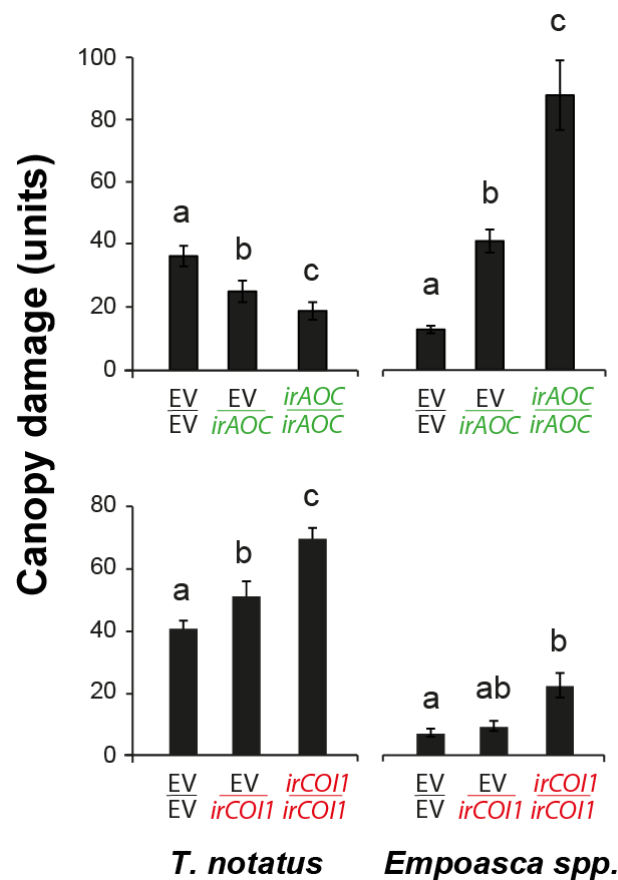 Canopy damage (units)
100
80
60
40
20
0
a
b
c
a
b
c
EV
EV
EV
irAOC
irAOC
irAOC
EV
EV
EV
irAOC
irAOC
irAOC
80
60
40
20
0
a
b
c
a
ab
b
EV
EV
EV
irCOI1
irCOI1
irCOI1
EV
EV
EV
irCOI1
irCOI1
irCOI1
T. notatus
Empoasca spp.